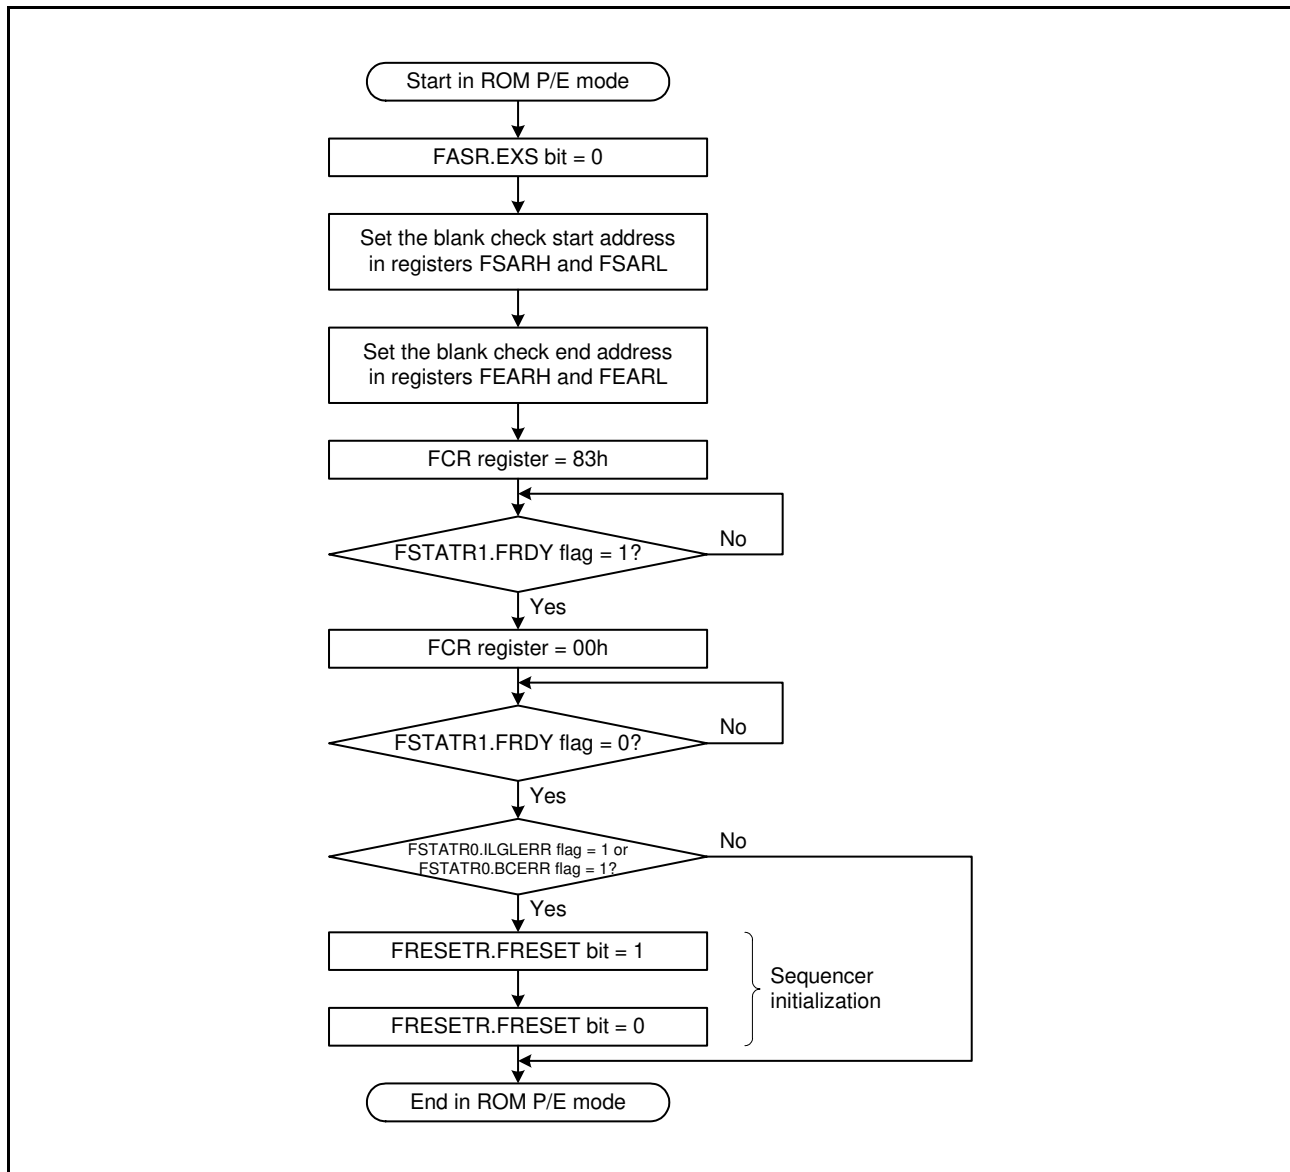 Start in ROM P/E mode
FASR.EXS bit = 0
Set the blank check start address
in registers FSARH and FSARL
Set the blank check end address
in registers FEARH and FEARL
FCR register = 83h
FSTATR1.FRDY flag = 1?
No
Yes
FCR register = 00h
FSTATR1.FRDY flag = 0?
No
Yes
FSTATR0.ILGLERR flag = 1 or
FSTATR0.BCERR flag = 1?
No
Yes
FRESETR.FRESET bit = 1
Sequencer
initialization
FRESETR.FRESET bit = 0
End in ROM P/E mode